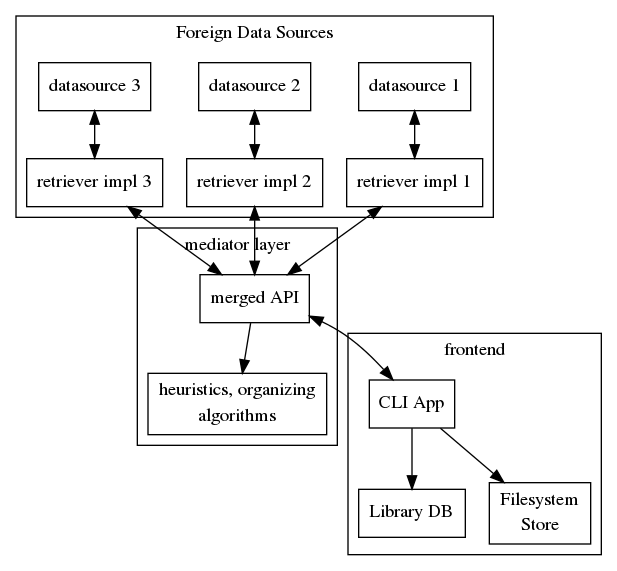 Foreign Data Sources
datasource 3
datasource 2
datasource 1
retriever impl 3
retriever impl 2
retriever impl 1
mediator layer
merged API
heuristics, organizing
algorithms
frontend
CLI App
Library DB
Filesystem
Store